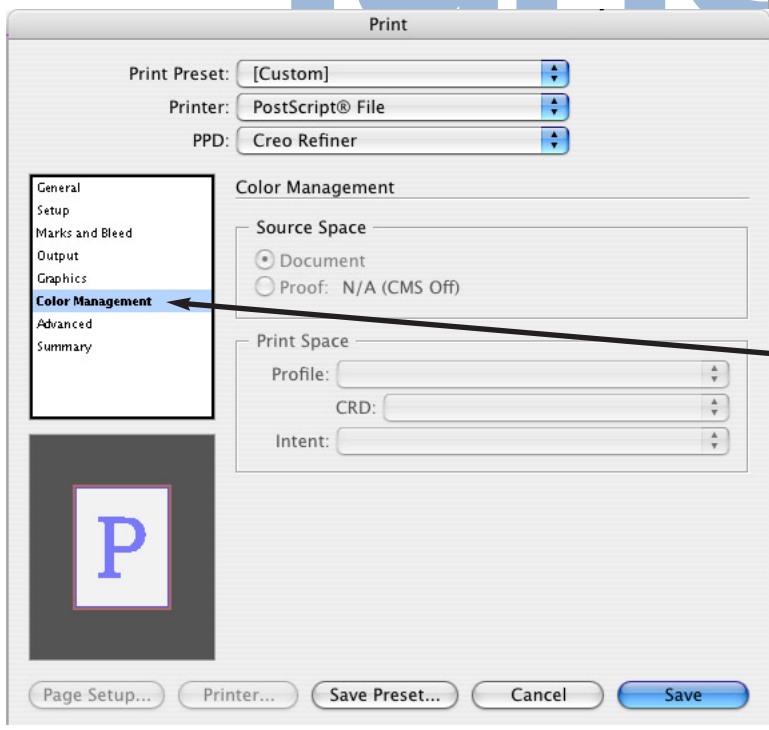 Print
Print Preset: [Custom]
Printer: PostScript® File
PPD: Creo Refiner
General
Setup
Marks and Bleed
Output
Graphics
Color Management
Advanced
Summary
Color Management
Source Space
Document
Proof: N/A (CMS Off)
Print Space
Profile:
CRD:
Intent:
P
Page Setup... Printer... Save Preset... Cancel Save